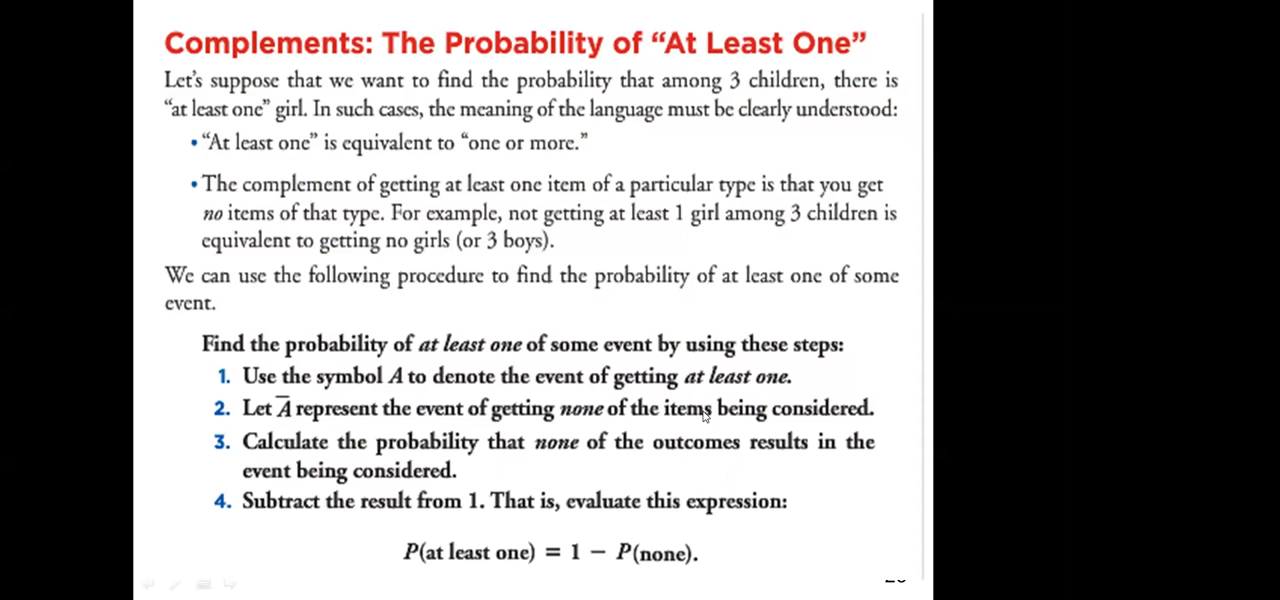 Complements: The Probability of “At Least One”
Let’s suppose that we want to find the probability that among 3 children, there is
“at least one” girl. In such cases, the meaning of the language must be clearly understood:
• “At least one” is equivalent to “one or more.”
• The complement of getting at least one item of a particular type is that you get
no items of that type. For example, not getting at least 1 girl among 3 children is
equivalent to getting no girls (or 3 boys).
We can use the following procedure to find the probability of at least one of some
event.
Find the probability of at least one of some event by using these steps:
1. Use the symbol A to denote the event of getting at least one.
2. Let A̅ represent the event of getting none of the items being considered.
3. Calculate the probability that none of the outcomes results in the
event being considered.
4. Subtract the result from 1. That is, evaluate this expression:
P(at least one) = 1 − P(none).